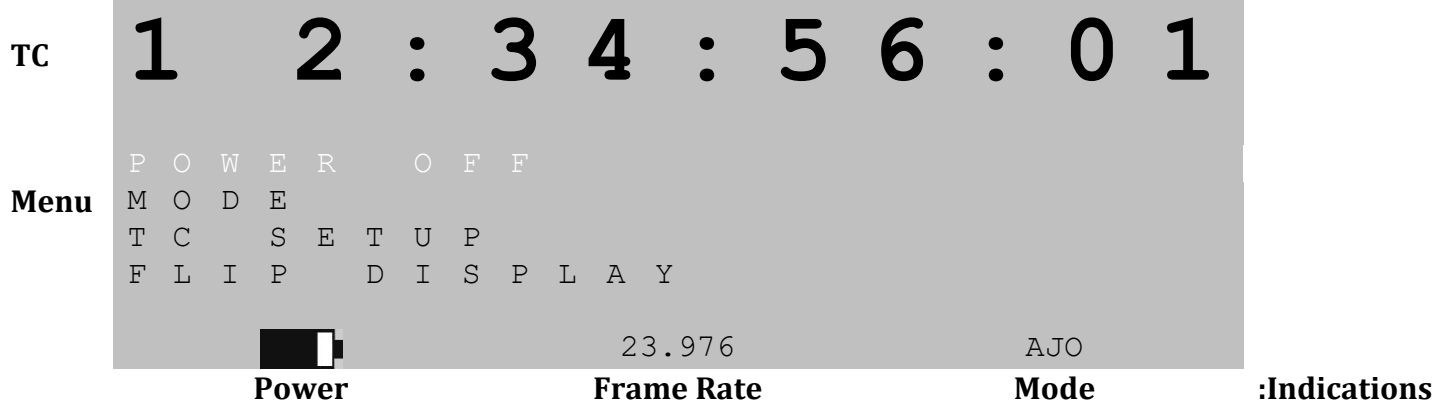 TC 1 2:34:56:01
POWER OFF
Menu MODE
TC SETUP
FLIP DISPLAY
23.976 AJO
Power Frame Rate Mode :Indications